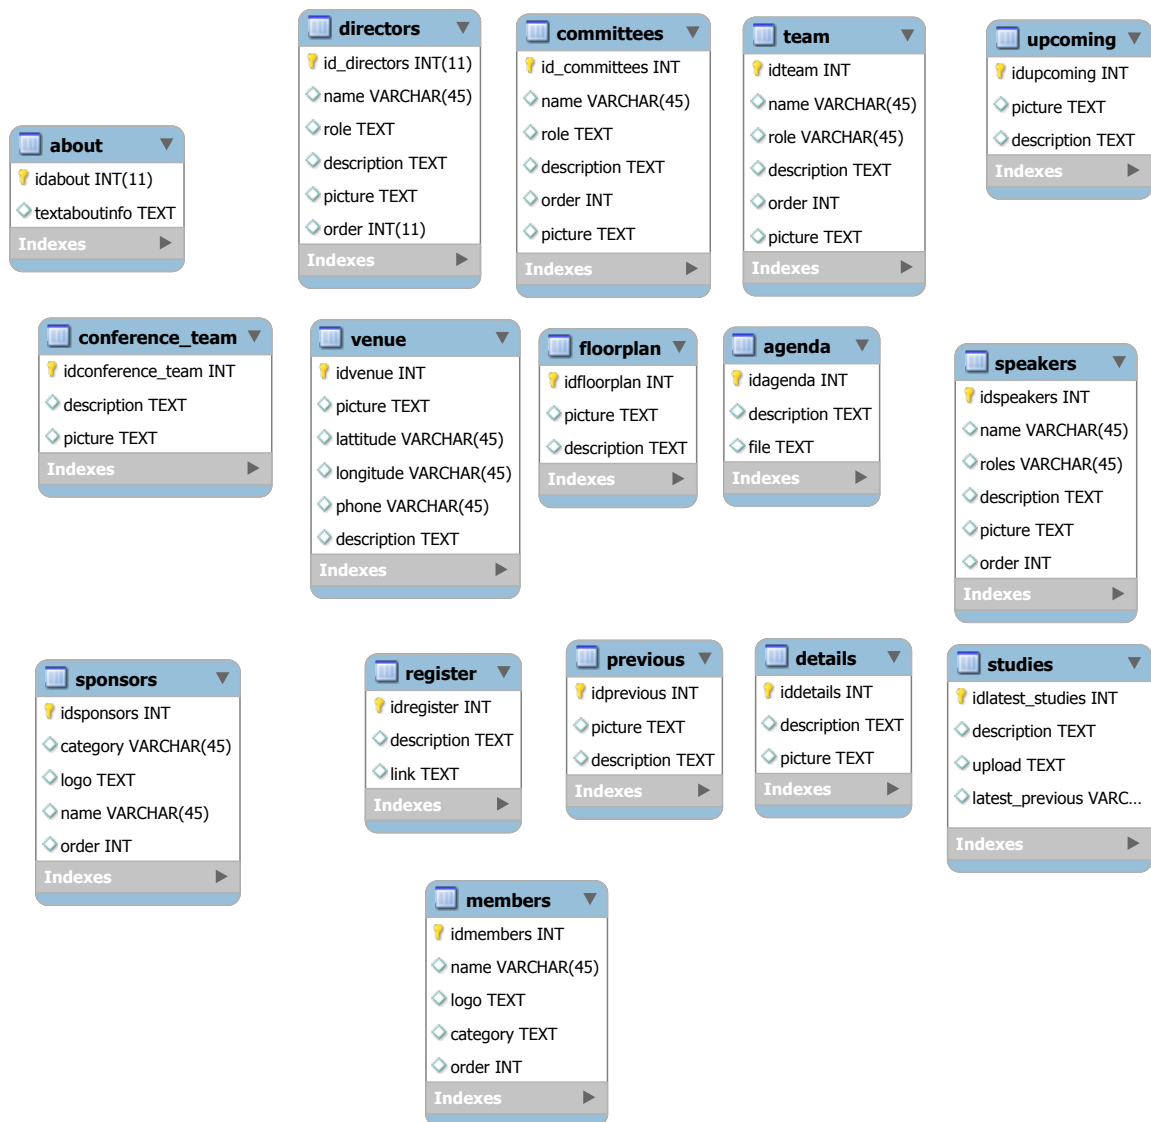 directors
id_directors INT(11)
name VARCHAR(45)
role TEXT
description TEXT
picture TEXT
order INT(11)
Indexes
committees
id_committees INT
name VARCHAR(45)
role TEXT
description TEXT
order INT
picture TEXT
Indexes
team
idteam INT
name VARCHAR(45)
role VARCHAR(45)
description TEXT
order INT
picture TEXT
Indexes
upcoming
idupcoming INT
picture TEXT
description TEXT
Indexes
about
idabout INT(11)
textaboutinfo TEXT
Indexes
conference_team
idconference_team INT
description TEXT
picture TEXT
Indexes
venue
idvenue INT
picture TEXT
lattitude VARCHAR(45)
longitude VARCHAR(45)
phone VARCHAR(45)
description TEXT
Indexes
floorplan
idfloorplan INT
picture TEXT
description TEXT
Indexes
agenda
idagenda INT
description TEXT
file TEXT
Indexes
speakers
idspeakers INT
name VARCHAR(45)
roles VARCHAR(45)
description TEXT
picture TEXT
order INT
Indexes
sponsors
idsponsors INT
category VARCHAR(45)
logo TEXT
name VARCHAR(45)
order INT
Indexes
register
idregister INT
description TEXT
link TEXT
Indexes
previous
idprevious INT
picture TEXT
description TEXT
Indexes
details
iddetails INT
description TEXT
picture TEXT
Indexes
studies
idlatest_studies INT
description TEXT
upload TEXT
latest_previous VARC...
Indexes
members
idmembers INT
name VARCHAR(45)
logo TEXT
category TEXT
order INT
Indexes